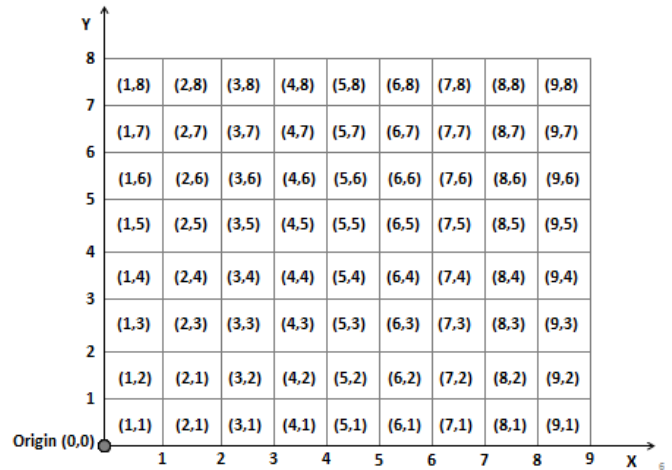 Y
8
(1,8) (2,8) (3,8) (4,8) (5,8) (6,8) (7,8) (8,8) (9,8)
7
(1,7) (2,7) (3,7) (4,7) (5,7) (6,7) (7,7) (8,7) (9,7)
6
(1,6) (2,6) (3,6) (4,6) (5,6) (6,6) (7,6) (8,6) (9,6)
5
(1,5) (2,5) (3,5) (4,5) (5,5) (6,5) (7,5) (8,5) (9,5)
4
(1,4) (2,4) (3,4) (4,4) (5,4) (6,4) (7,4) (8,4) (9,4)
3
(1,3) (2,3) (3,3) (4,3) (5,3) (6,3) (7,3) (8,3) (9,3)
2
(1,2) (2,1) (3,2) (4,2) (5,2) (6,2) (7,2) (8,2) (9,2)
1
(1,1) (2,1) (3,1) (4,1) (5,1) (6,1) (7,1) (8,1) (9,1)
Origin (0,0)
1 2 3 4 5 6 7 8 9 X
6